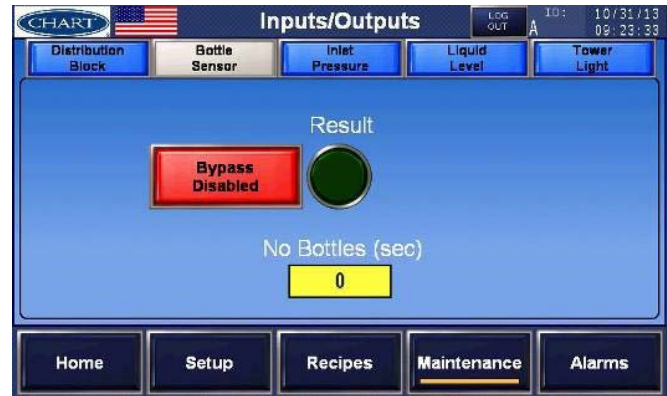 CHART
Inputs/Outputs
LOG
OUT
A
ID:
10/31/13
09:23:33
Distribution
Block
Bottle
Sensor
Inlet
Pressure
Liquid
Level
Tower
Light
Result
Bypass
Disabled
No Bottles (sec)
0
Home
Setup
Recipes
Maintenance
Alarms